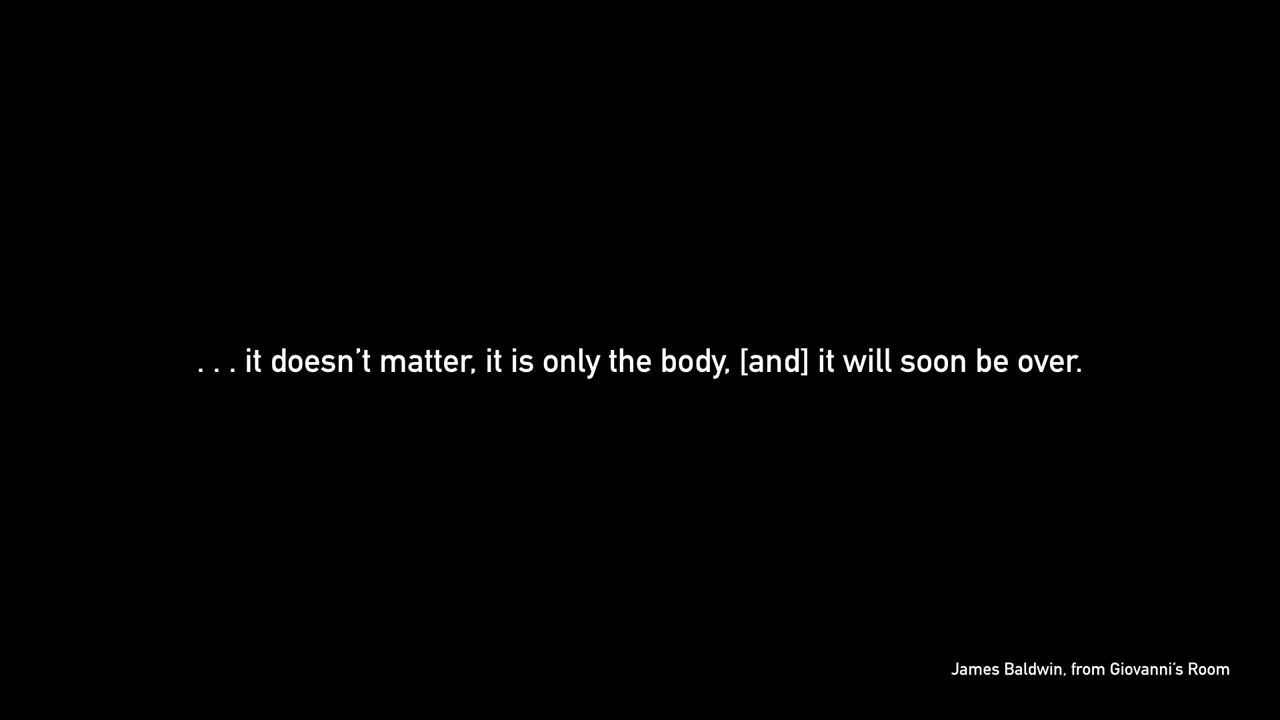 . . . it doesn’t matter, it is only the body, [and] it will soon be over.
James Baldwin, from Giovanni’s Room